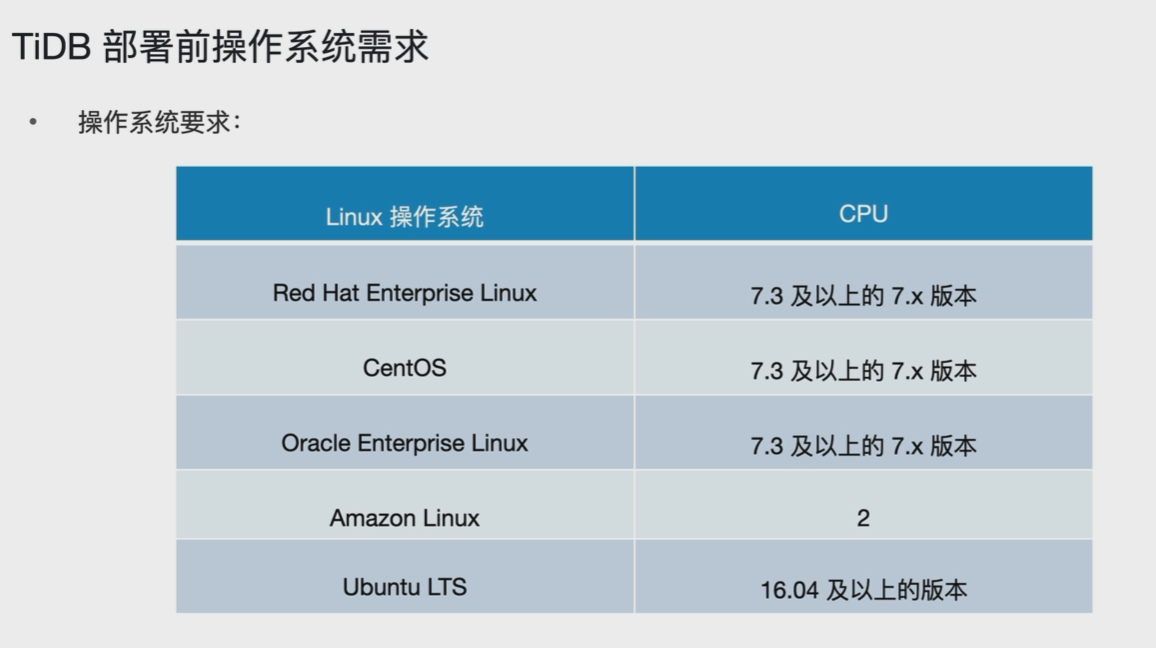 TiDB 部署前操作系统需求
• 操作系统要求：
Linux 操作系统 CPU
Red Hat Enterprise Linux 7.3 及以上的 7.x 版本
CentOS 7.3 及以上的 7.x 版本
Oracle Enterprise Linux 7.3 及以上的 7.x 版本
Amazon Linux 2
Ubuntu LTS 16.04 及以上的版本